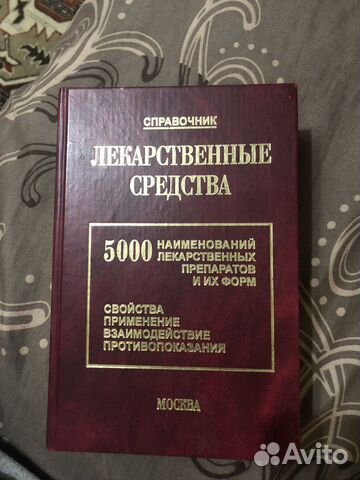 СПРАВОЧНИК
ЛЕКАРСТВЕННЫЕ
СРЕДСТВА
5000 НАИМЕНОВАНИЙ
ЛЕКАРСТВЕННЫХ
ПРЕПАРАТОВ
И ИХ ФОРМ
СВОЙСТВА
ПРИМЕНЕНИЕ
ВЗАИМОДЕЙСТВИЕ
ПРОТИВОПОКАЗАНИЯ
МОСКВА
Avito